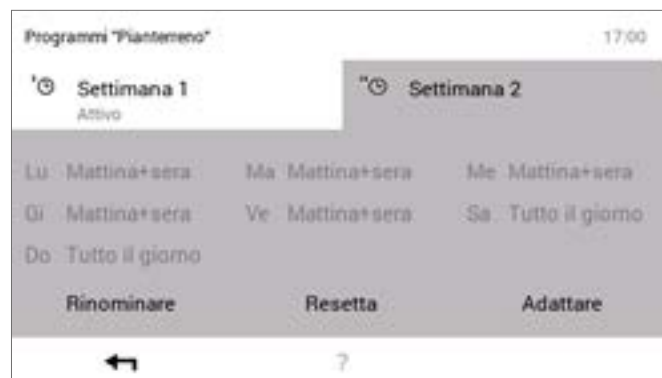 Programmi "Pianterreno" 17:00
'  Settimana 1 "  Settimana 2
Attivo
Lu Mattina+sera Ma Mattina+sera Me Mattina+sera
Gi Mattina+sera Ve Mattina+sera Sa Tutto il giorno
Do Tutto il giorno
Rinominare Resetta Adattare
?